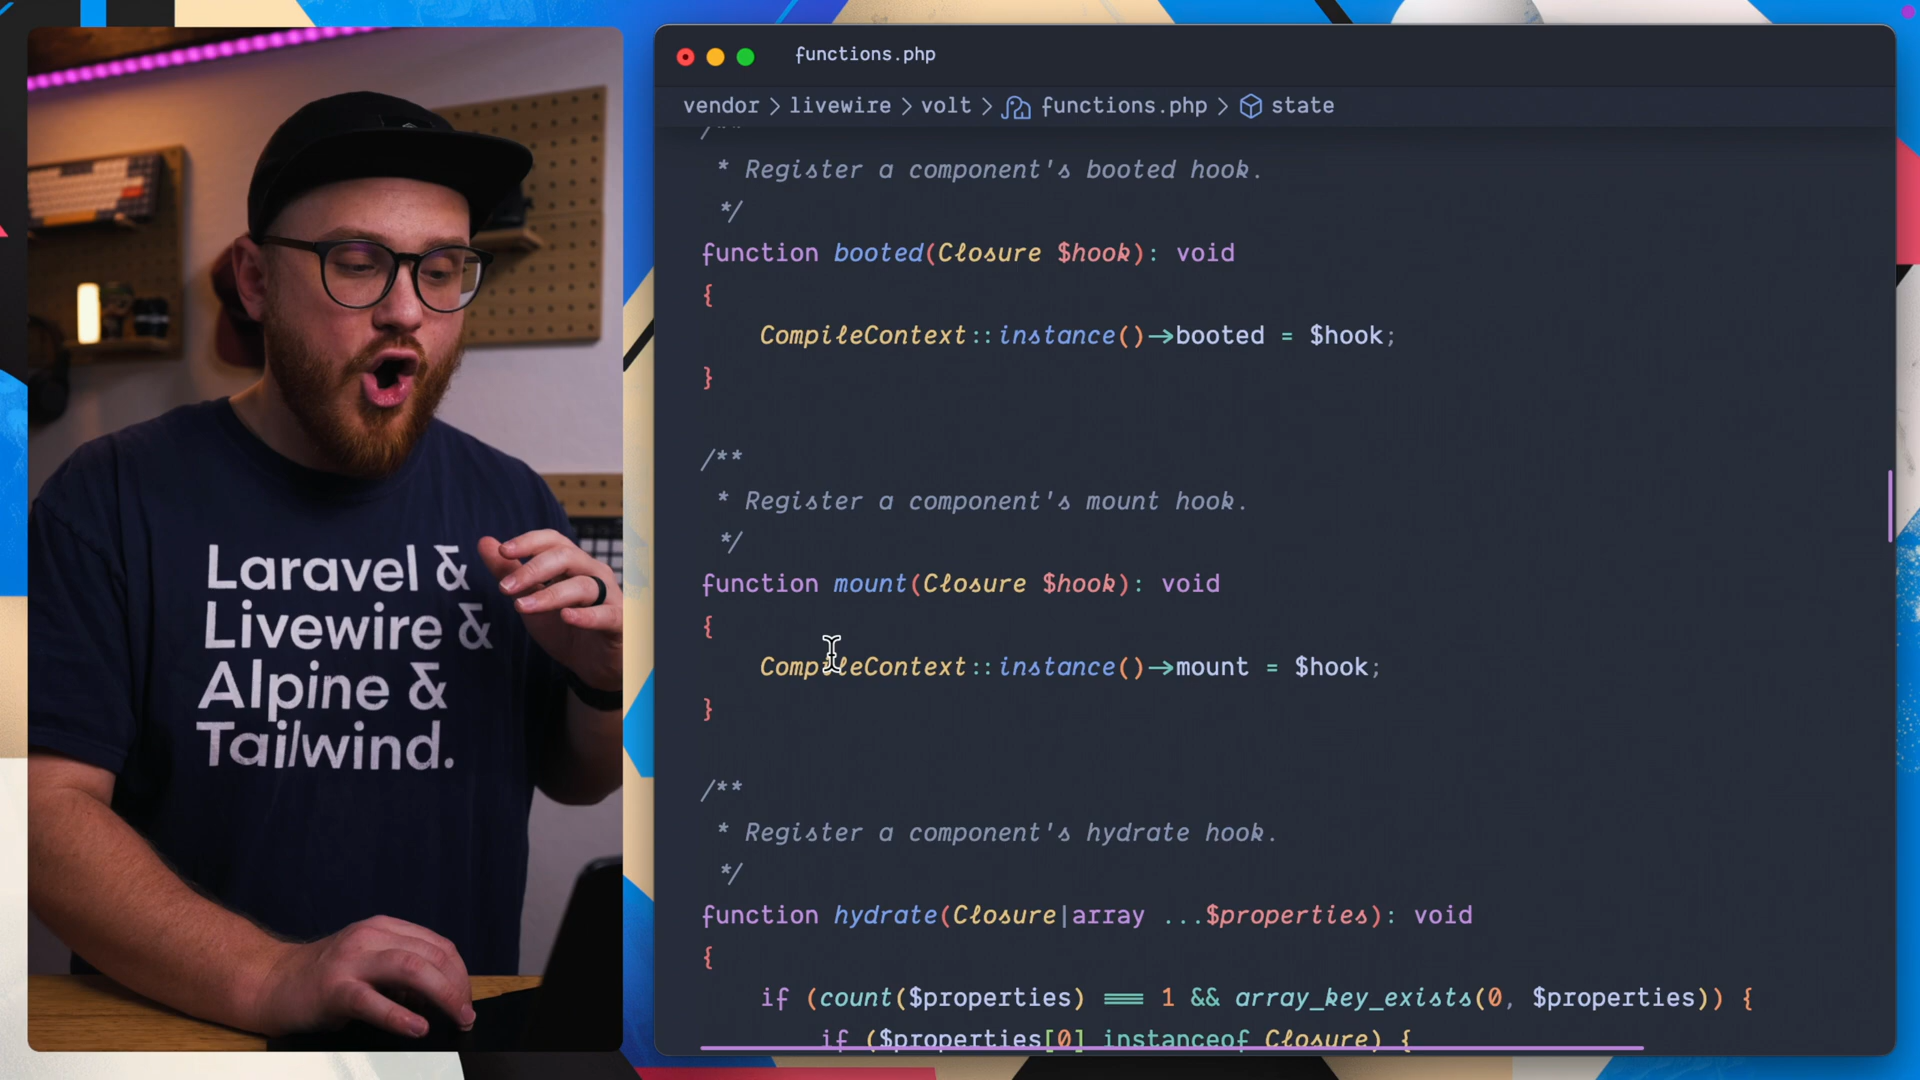 Laravel &
Livewire &
Alpine &
Tailwind.
functions.php
vendor > livewire > volt > functions.php > state
/**
* Register a component's booted hook.
*/
function booted(Closure $hook): void
{
CompileContext::instance()->booted = $hook;
}
/**
* Register a component's mount hook.
*/
function mount(Closure $hook): void
{
CompileContext::instance()->mount = $hook;
}
/**
* Register a component's hydrate hook.
*/
function hydrate(Closure|array ...$properties): void
{
if (count($properties) === 1 && array_key_exists(0, $properties)) {
if ($properties[0] instanceof Closure) {